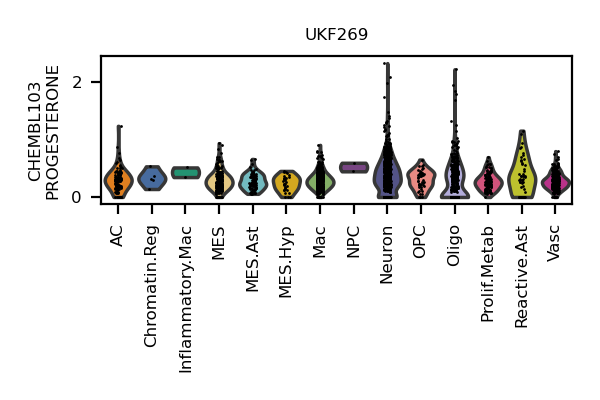 UKF269
CHEMBL103
PROGESTERONE
2
0
AC
Chromatin.Reg
Inflammatory.Mac
MES
MES.Ast
MES.Hyp
Mac
NPC
Neuron
OPC
Oligo
Prolif.Metab
Reactive.Ast
Vasc